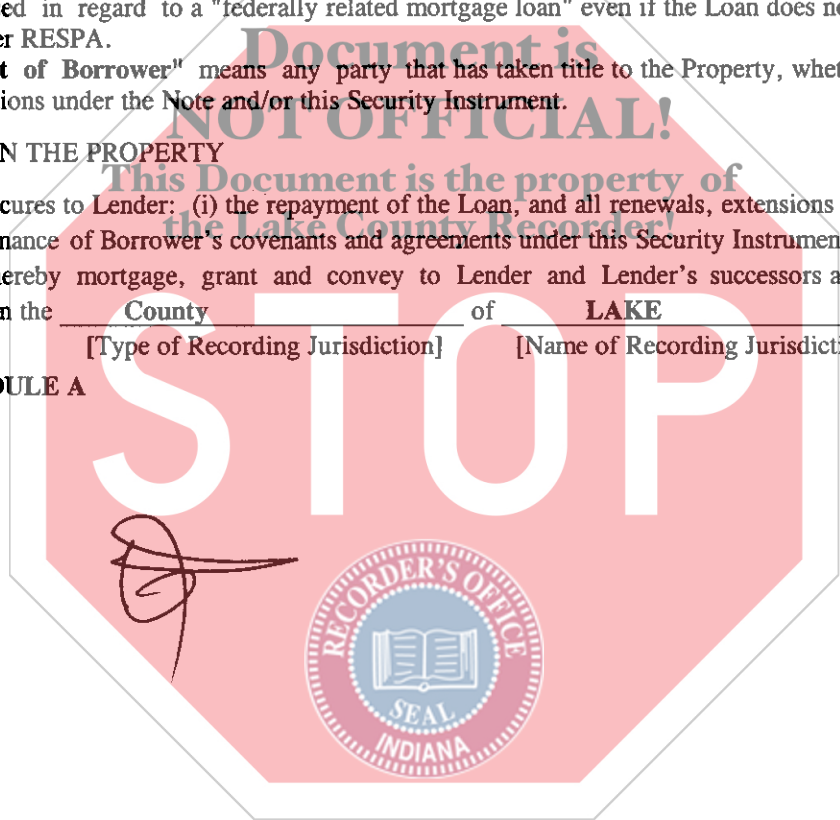 ed in regard to a "federally related mortgage loan" even if the Loan does
er RESPA.
Document is
t of Borrower" means any party that has taken title to the Property,
ions under the Note and/or this Security Instrument.
NOT OFFICIAL!
N THE PROPERTY
This Document is the property of
cures to Lender: (i) the repayment of the Loan, and all renewals, extensions
the Lake County Recorder!
nance of Borrower's covenants and agreements under this Security Instrument
ereby mortgage, grant and convey to Lender and Lender's successors
n the County of LAKE
[Type of Recording Jurisdiction] [Name of Recording
DULE A
STOP
RECORDER'S OFFICE
SEAL
INDIANA